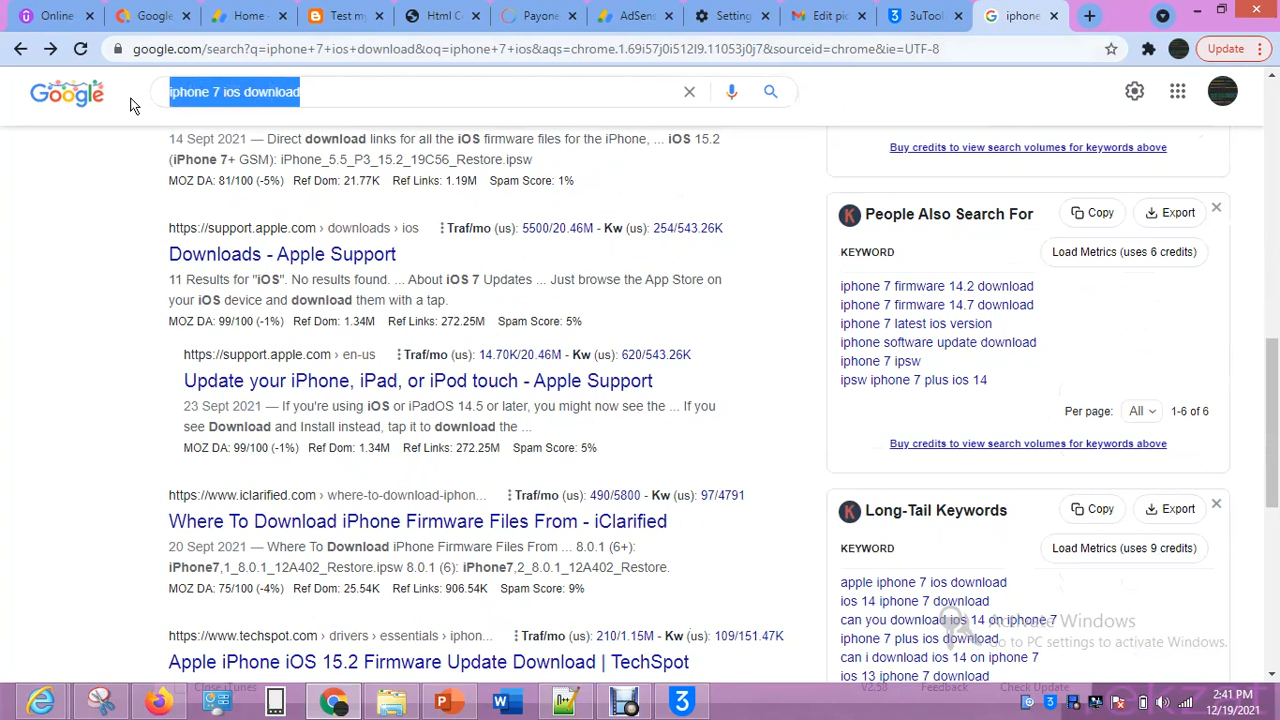 Online
Google
Home -
Test my
Html C
Payone
AdSens
Setting
Edit pic
3uTool
iphone
google.com/search?q=iphone+7+ios+download&oq=iphone+7+ios&aqs=chrome.1.69i57j0i512l9.11053j0j7&sourceid=chrome&ie=UTF-8
Update
Google
iphone 7 ios download
14 Sept 2021 — Direct download links for all the iOS firmware files for the iPhone, ... iOS 15.2
(iPhone 7+ GSM): iPhone_5.5_P3_15.2_19C56_Restore.ipsw
MOZ DA: 81/100 (-5%) Ref Dom: 21.77K Ref Links: 1.19M Spam Score: 1%
https://support.apple.com › downloads › ios Traf/mo (us): 5500/20.46M - Kw (us): 254/543.26K
Downloads - Apple Support
11 Results for "iOS". No results found. ... About iOS 7 Updates ... Just browse the App Store on
your iOS device and download them with a tap.
MOZ DA: 99/100 (-1%) Ref Dom: 1.34M Ref Links: 272.25M Spam Score: 5%
https://support.apple.com › en-us Traf/mo (us): 14.70K/20.46M - Kw (us): 620/543.26K
Update your iPhone, iPad, or iPod touch - Apple Support
23 Sept 2021 — If you're using iOS or iPadOS 14.5 or later, you might now see the ... If you
see Download and Install instead, tap it to download the ...
MOZ DA: 99/100 (-1%) Ref Dom: 1.34M Ref Links: 272.25M Spam Score: 5%
https://www.iclarified.com › where-to-download-iphon... Traf/mo (us): 490/5800 - Kw (us): 97/4791
Where To Download iPhone Firmware Files From - iClarified
20 Sept 2021 — Where To Download iPhone Firmware Files From ... 8.0.1 (6+):
iPhone7,1_8.0.1_12A402_Restore.ipsw 8.0.1 (6): iPhone7,2_8.0.1_12A402_Restore.
MOZ DA: 75/100 (-4%) Ref Dom: 25.54K Ref Links: 906.54K Spam Score: 9%
https://www.techspot.com › drivers › essentials › iphon... Traf/mo (us): 210/1.15M - Kw (us): 109/151.47K
Apple iPhone iOS 15.2 Firmware Update Download | TechSpot
Buy credits to view search volumes for keywords above
K People Also Search For Copy Export
KEYWORD Load Metrics (uses 6 credits)
iphone 7 firmware 14.2 download
iphone 7 firmware 14.7 download
iphone 7 latest ios version
iphone software update download
iphone 7 ipsw
ipsw iphone 7 plus ios 14
Per page: All 1-6 of 6
Buy credits to view search volumes for keywords above
K Long-Tail Keywords Copy Export
KEYWORD Load Metrics (uses 9 credits)
apple iphone 7 ios download
ios 14 iphone 7 download
can you download ios 14 on iphone 7
iphone 7 plus ios download
can i download ios 14 on iphone 7
ios 13 iphone 7 download
Activate Windows
Go to PC settings to activate Windows.
Close iTunes V2.58 Feedback Check Update
2:41 PM
12/19/2021